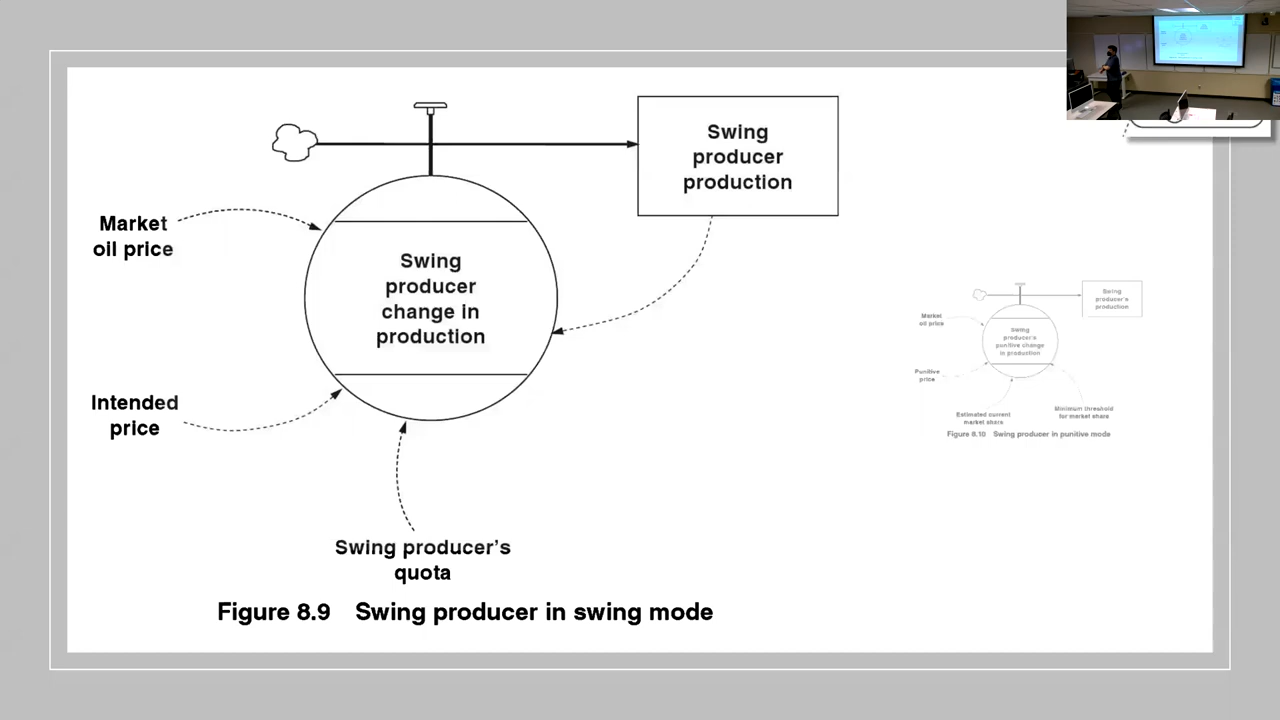 Swing
producer
production
Market
oil price
Swing
producer
change in
production
Intended
price
Swing producer's
quota
Figure 8.9 Swing producer in swing mode
Swing
producer's
production
Market
oil price
Swing
producer's
punitive change
in production
Punitive
price
Estimated current
market share
Minimum threshold
for market share
Figure 8.10 Swing producer in punitive mode